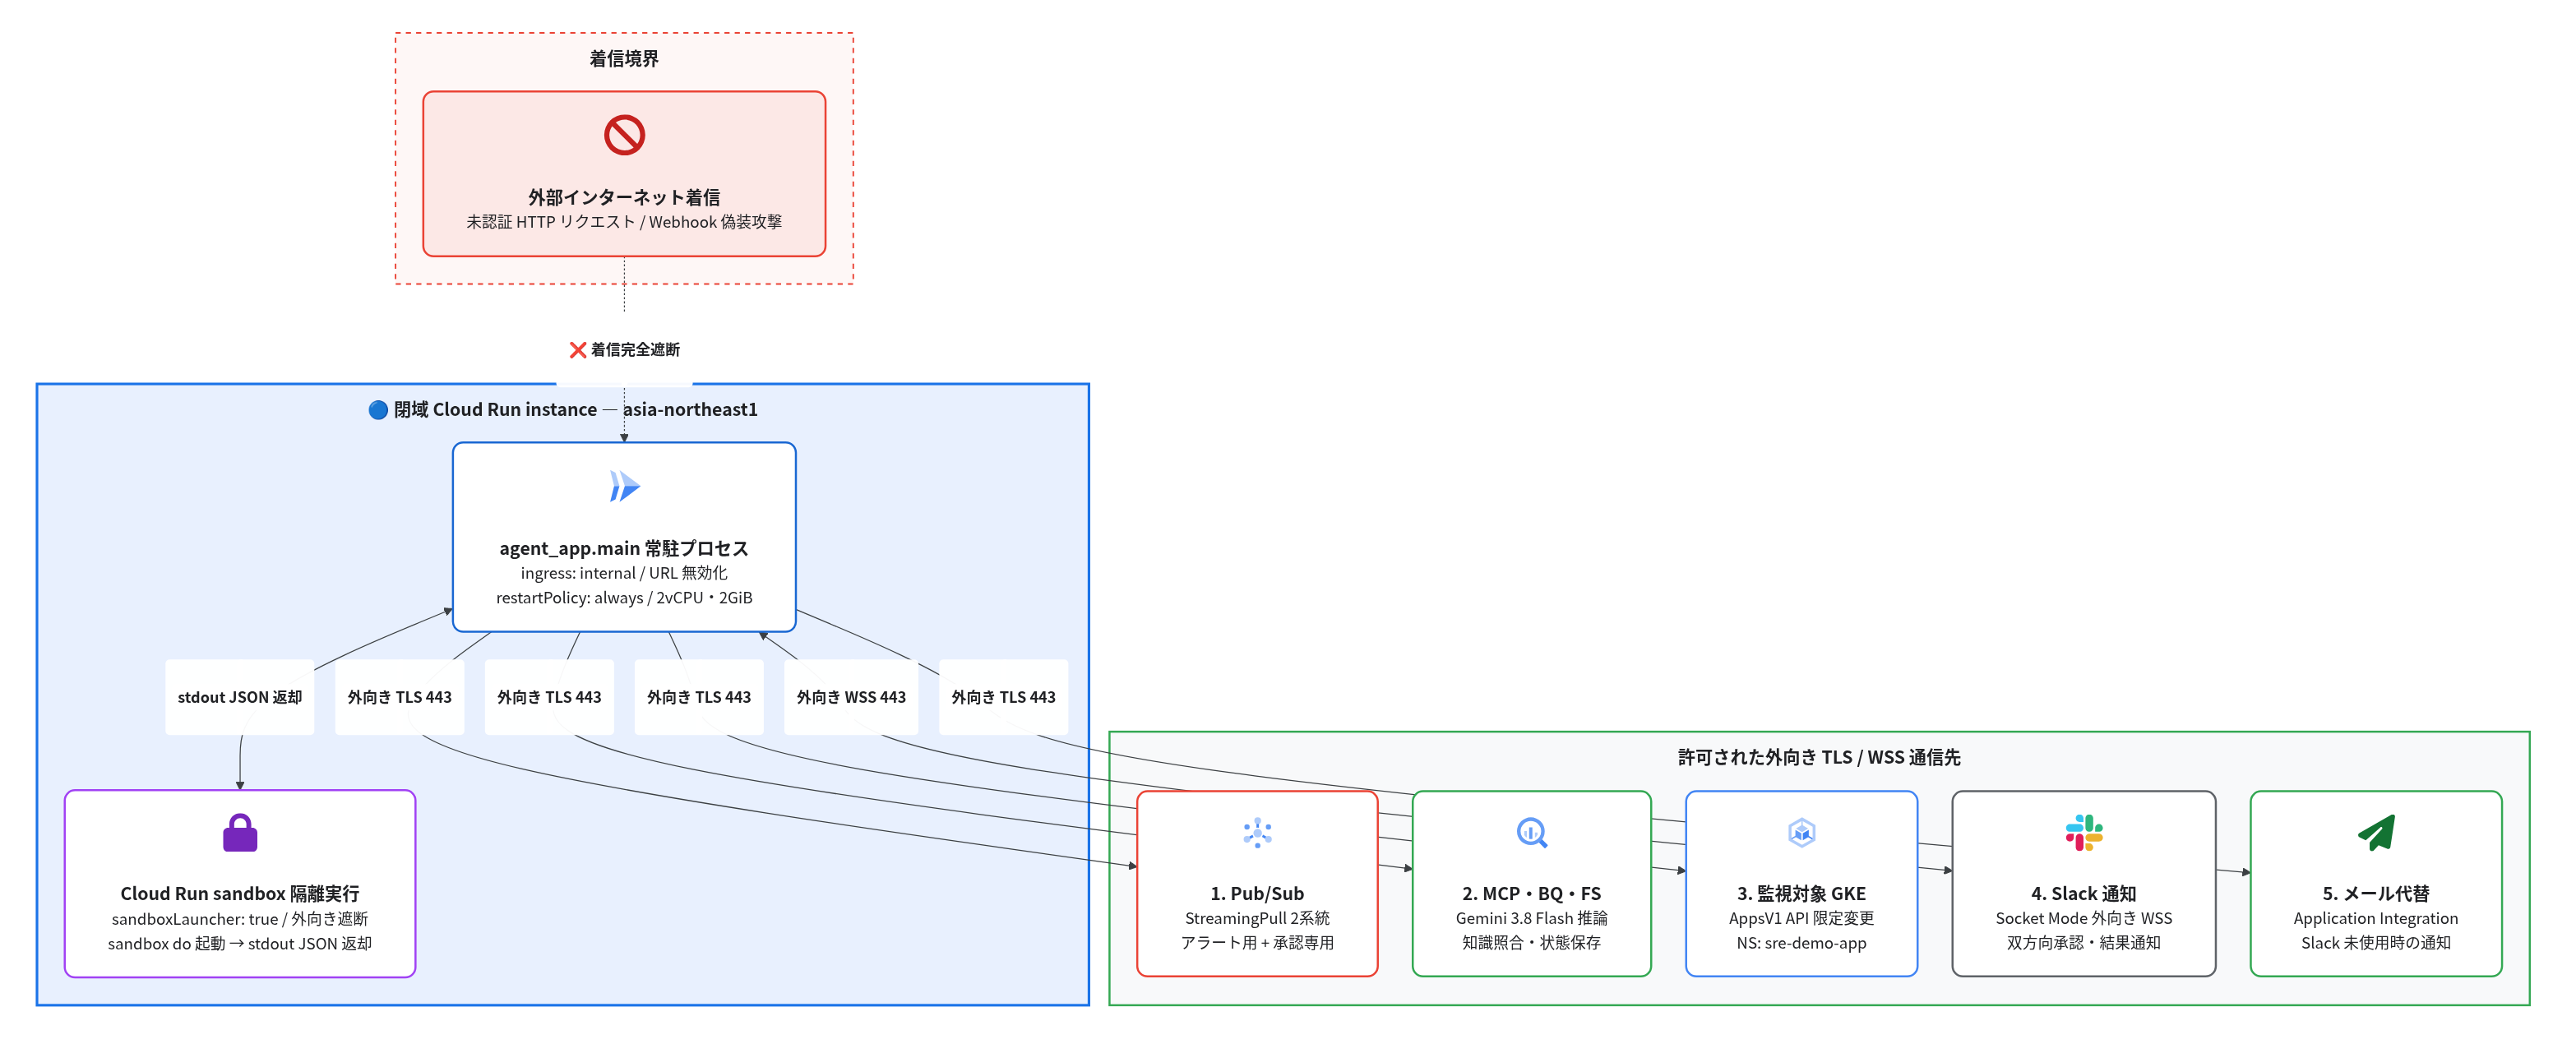 着信境界
外部インターネット着信
未認証 HTTP リクエスト / Webhook 偽装攻撃
❌ 着信完全遮断
🔵 閉域 Cloud Run instance — asia-northeast1
agent_app.main 常駐プロセス
ingress: internal / URL 無効化
restartPolicy: always / 2vCPU・2GiB
stdout JSON 返却
外向き TLS 443
外向き TLS 443
外向き TLS 443
外向き WSS 443
外向き TLS 443
Cloud Run sandbox 隔離実行
sandboxLauncher: true / 外向き遮断
sandbox do 起動 → stdout JSON 返却
許可された外向き TLS / WSS 通信先
1. Pub/Sub
StreamingPull 2系統
アラート用 + 承認専用
2. MCP・BQ・FS
Gemini 3.8 Flash 推論
知識照合・状態保存
3. 監視対象 GKE
AppsV1 API 限定変更
NS: sre-demo-app
4. Slack 通知
Socket Mode 外向き WSS
双方向承認・結果通知
5. メール代替
Application Integration
Slack 未使用時の通知